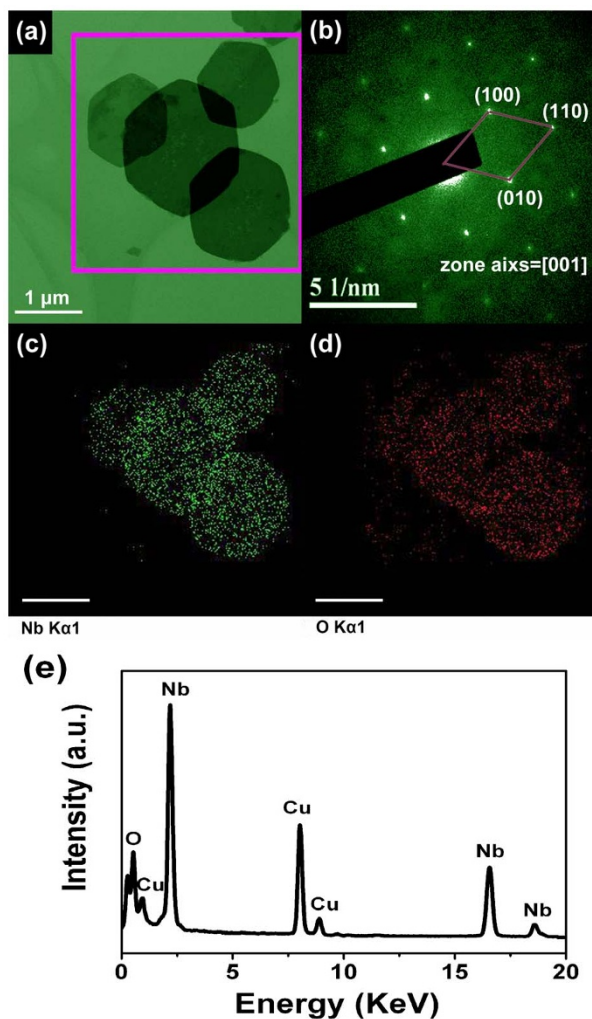 (a)
1 μm
(b)
(100)
(110)
(010)
zone aixs=[001]
5 1/nm
(c)
Nb Kα1
(d)
O Kα1
(e)
Intensity (a.u.)
O
Cu
Nb
Cu
Cu
Nb
Nb
0
5
10
15
20
Energy (KeV)